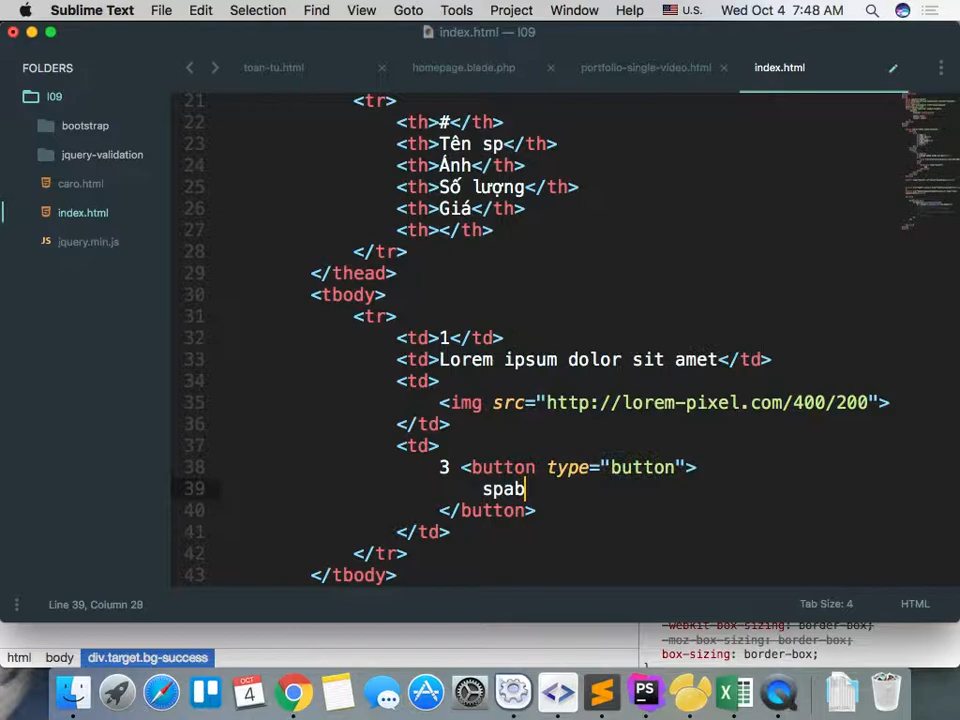 Sublime Text File Edit Selection Find View Goto Tools Project Window Help U.S. Wed Oct 4 7:48 AM
index.html — l09
FOLDERS
l09
bootstrap
jquery-validation
caro.html
index.html
JS jquery.min.js
toan-tu.html × homepage.blade.php × portfolio-single-video.html × index.html
21 <tr>
22 <th>#</th>
23 <th>Tên sp</th>
24 <th>Ảnh</th>
25 <th>Số lượng</th>
26 <th>Giá</th>
27 <th></th>
28 </tr>
29 </thead>
30 <tbody>
31 <tr>
32 <td>1</td>
33 <td>Lorem ipsum dolor sit amet</td>
34 <td>
35 <img src="http://lorem-pixel.com/400/200">
36 </td>
37 <td>
38 3 <button type="button">
39 spab
40 </button>
41 </td>
42 </tr>
43 </tbody>
Line 39, Column 28 Tab Size: 4 HTML
-webkit-box-sizing: border-box;
-moz-box-sizing: border-box;
box-sizing: border-box;
}
html body div.target.bg-success
4
PS